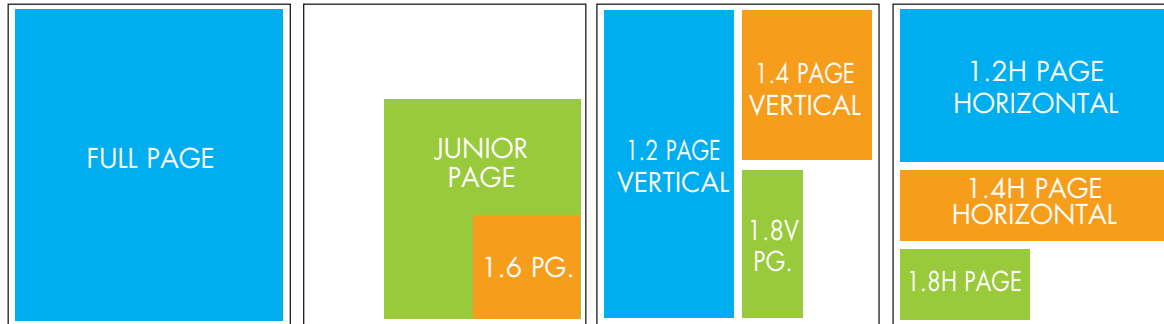 FULL PAGE
JUNIOR
PAGE
1.6 PG.
1.2 PAGE
VERTICAL
1.4 PAGE
VERTICAL
1.8V
PG.
1.2H PAGE
HORIZONTAL
1.4H PAGE
HORIZONTAL
1.8H PAGE